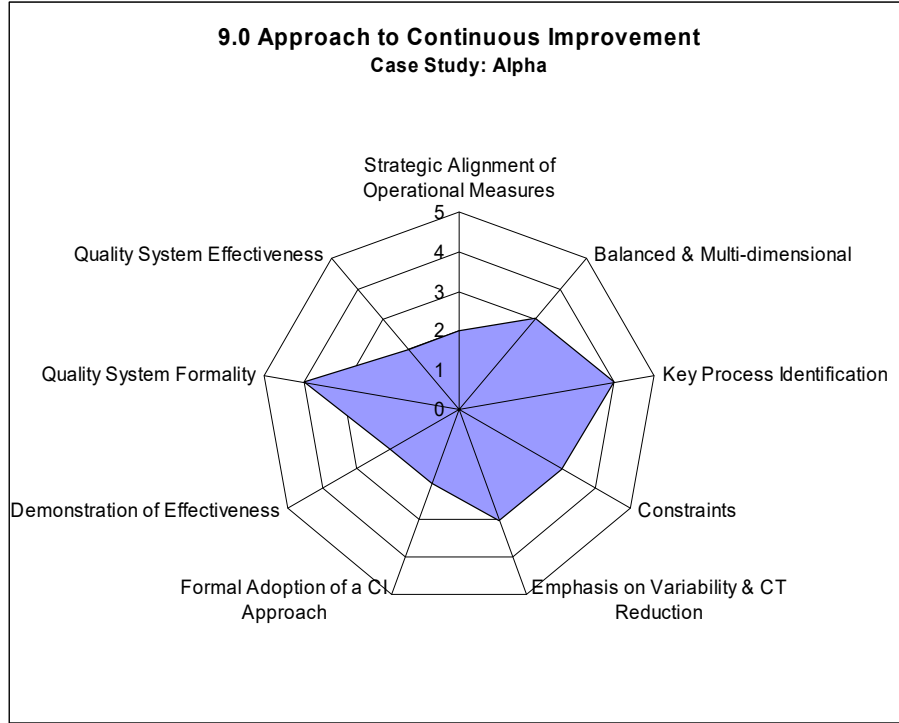 9.0 Approach to Continuous Improvement
Case Study: Alpha
Strategic Alignment of
Operational Measures
5
Quality System Effectiveness
Balanced & Multi-dimensional
4
3
2
Quality System Formality
Key Process Identification
1
0
Demonstration of Effectiveness
Constraints
Formal Adoption of a CI
Approach
Emphasis on Variability & CT
Reduction